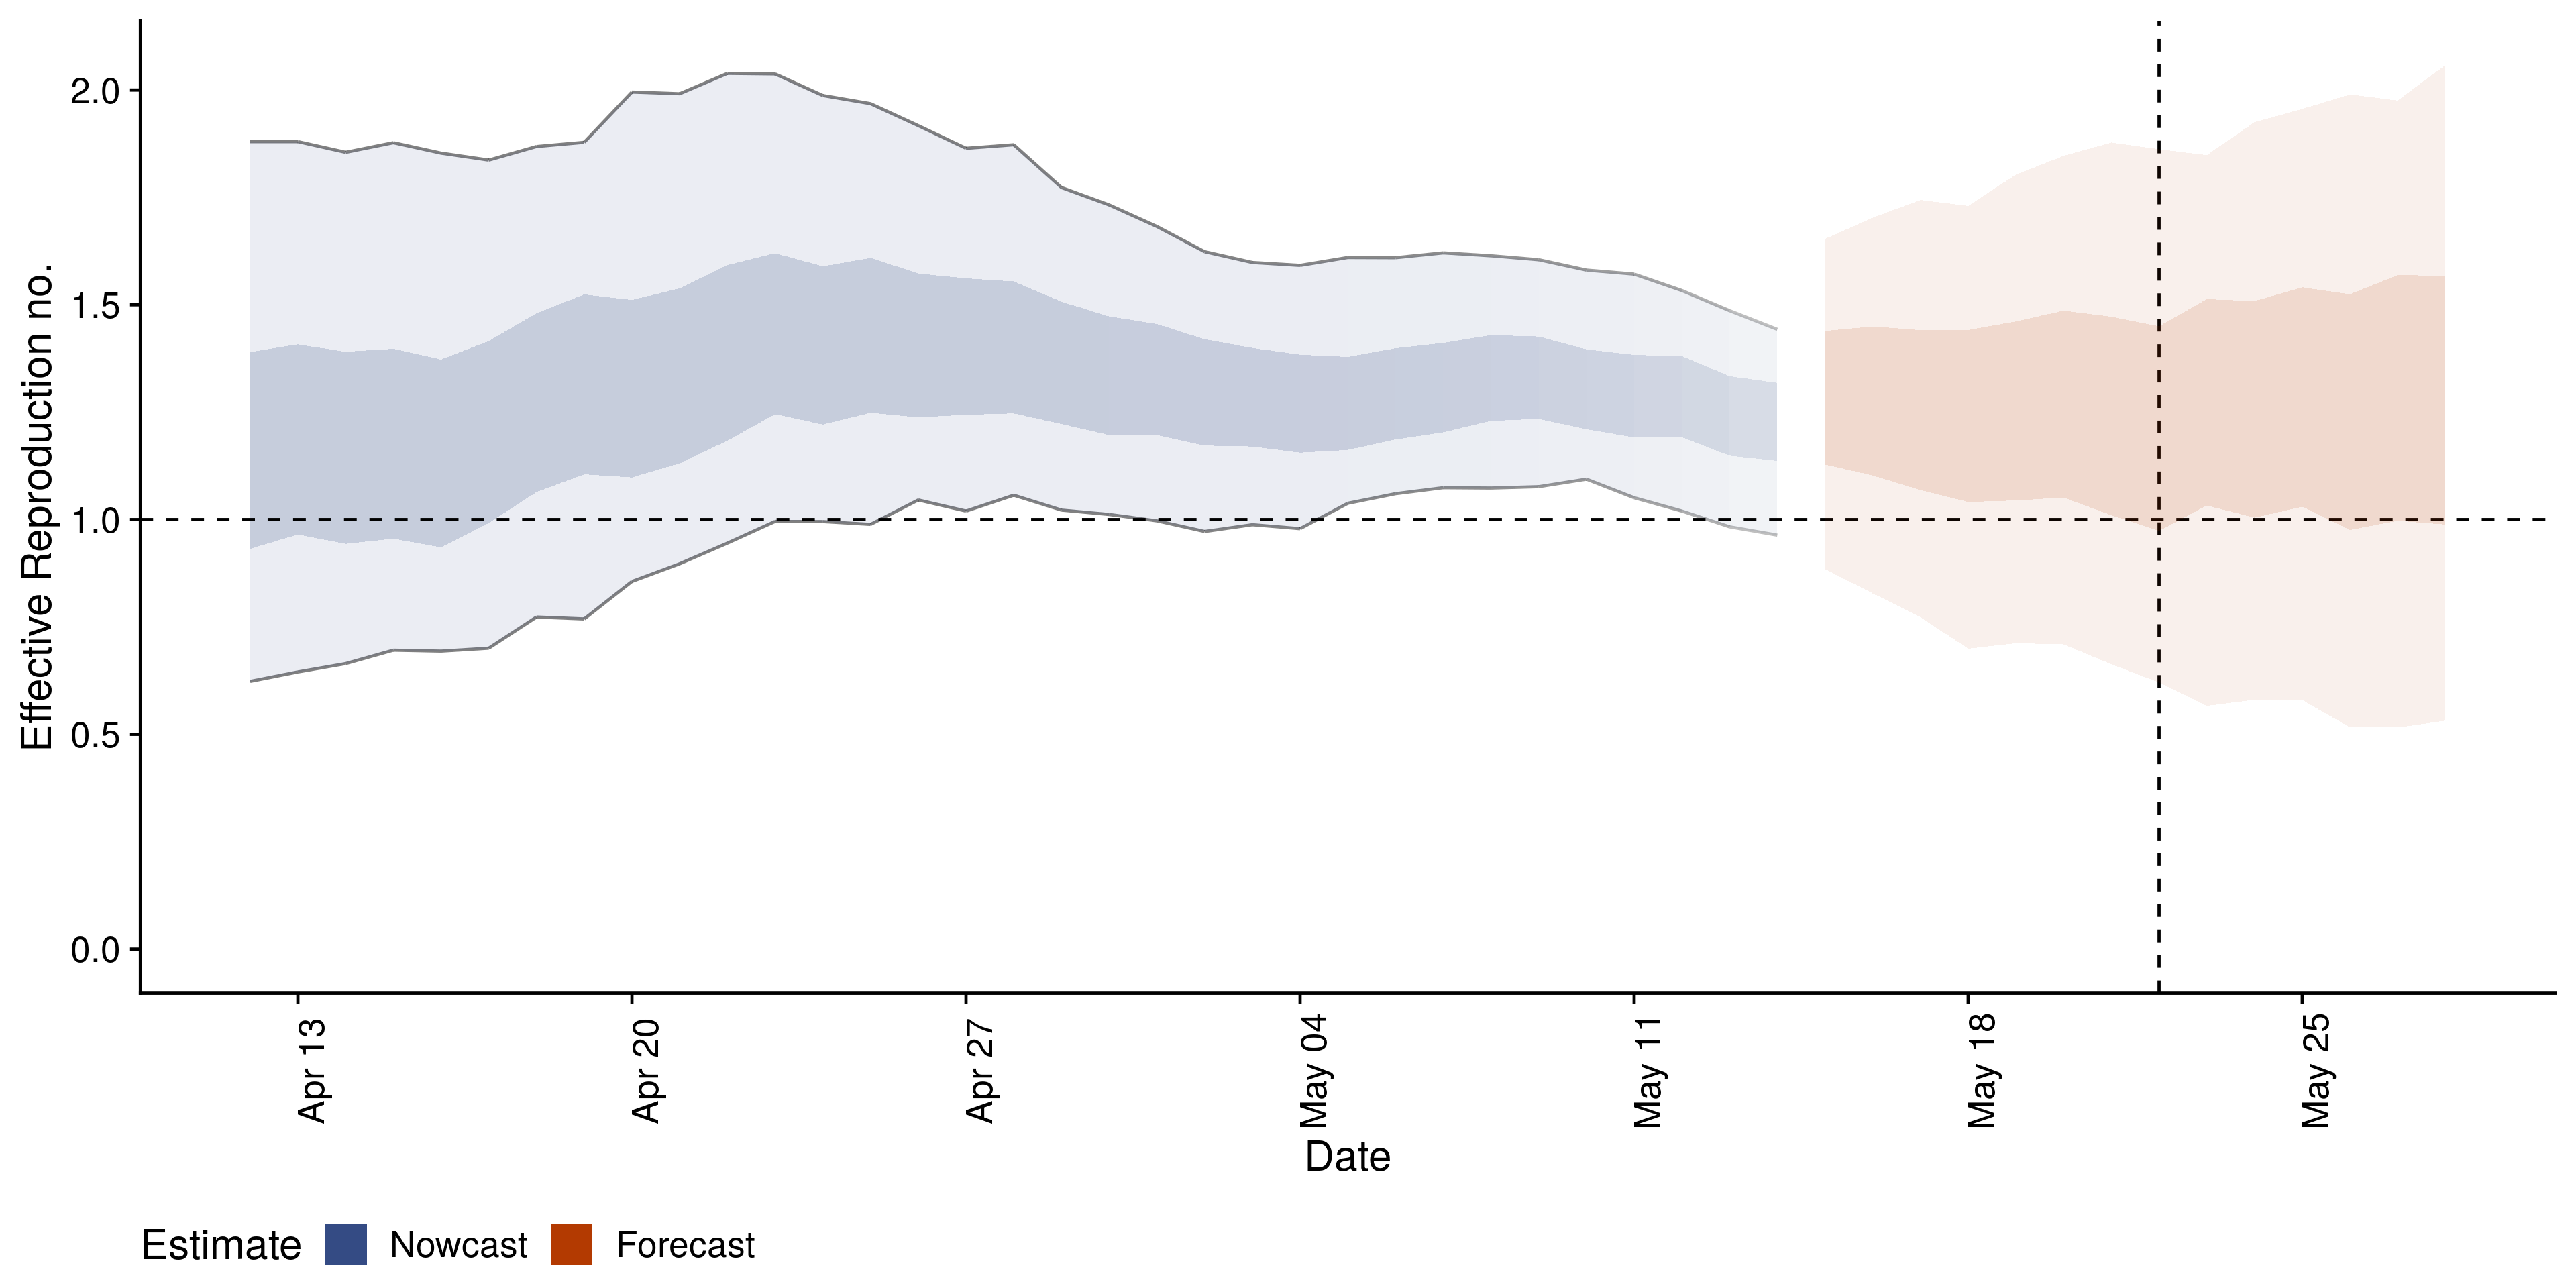 Effective Reproduction no.
2.0
1.5
1.0
0.5
0.0
Apr 13
Apr 20
Apr 27
May 04
May 11
May 18
May 25
Date
Estimate Nowcast Forecast